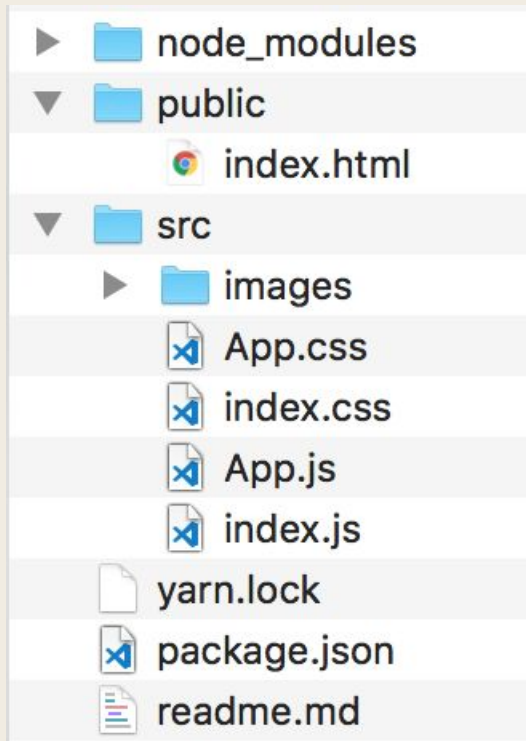 node_modules
public
index.html
src
images
App.css
index.css
App.js
index.js
yarn.lock
package.json
readme.md